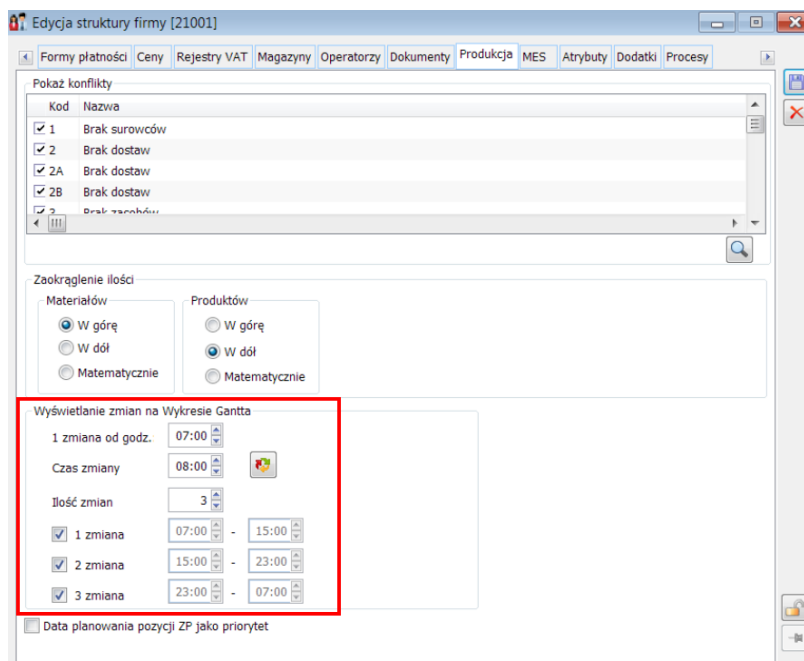 Edycja struktury firmy [21001]
Formy płatności Ceny Rejestry VAT Magazyny Operatorzy Dokumenty Produkcja MES Atrybuty Dodatki Procesy
Pokaż konflikty
Kod Nazwa
1 Brak surowców
2 Brak dostaw
2A Brak dostaw
2B Brak dostaw
3 Brak zasobów
Zaokrąglenie ilości
Materiałów Produktów
W górę W górę
W dół W dół
Matematycznie Matematycznie
Wyświetlanie zmian na Wykresie Gantta
1 zmiana od godz. 07:00
Czas zmiany 08:00
Ilość zmian 3
1 zmiana 07:00 - 15:00
2 zmiana 15:00 - 23:00
3 zmiana 23:00 - 07:00
Data planowania pozycji ZP jako priorytet